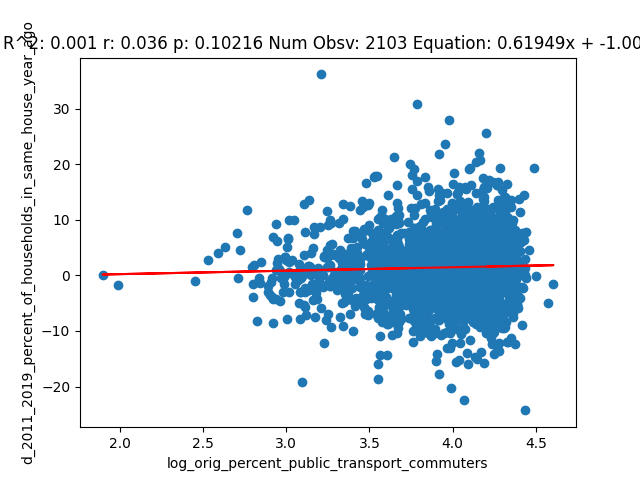 R^2: 0.001 r: 0.036 p: 0.10216 Num Obsv: 2103 Equation: 0.61949x + -1.00
d_2011_2019_percent_of_households_in_same_house_year_ago
30
20
10
0
−10
−20
2.0 2.5 3.0 3.5 4.0 4.5
log_orig_percent_public_transport_commuters